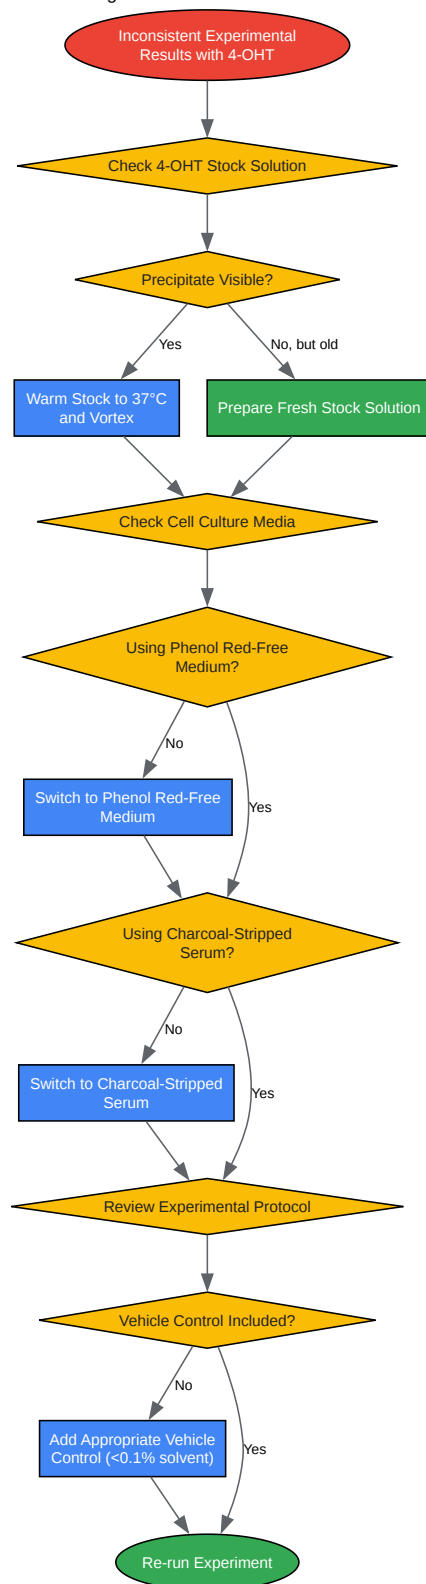 Inconsistent Experimental
Results with 4-OHT
Check 4-OHT Stock Solution
Precipitate Visible?
Yes
No, but old
Warm Stock to 37°C
and Vortex
Prepare Fresh Stock Solution
Check Cell Culture Media
Using Phenol Red-Free
Medium?
No
Switch to Phenol Red-Free
Medium
Yes
Using Charcoal-Stripped
Serum?
No
Switch to Charcoal-Stripped
Serum
Yes
Review Experimental Protocol
Vehicle Control Included?
No
Add Appropriate Vehicle
Control (<0.1% solvent)
Yes
Re-run Experiment